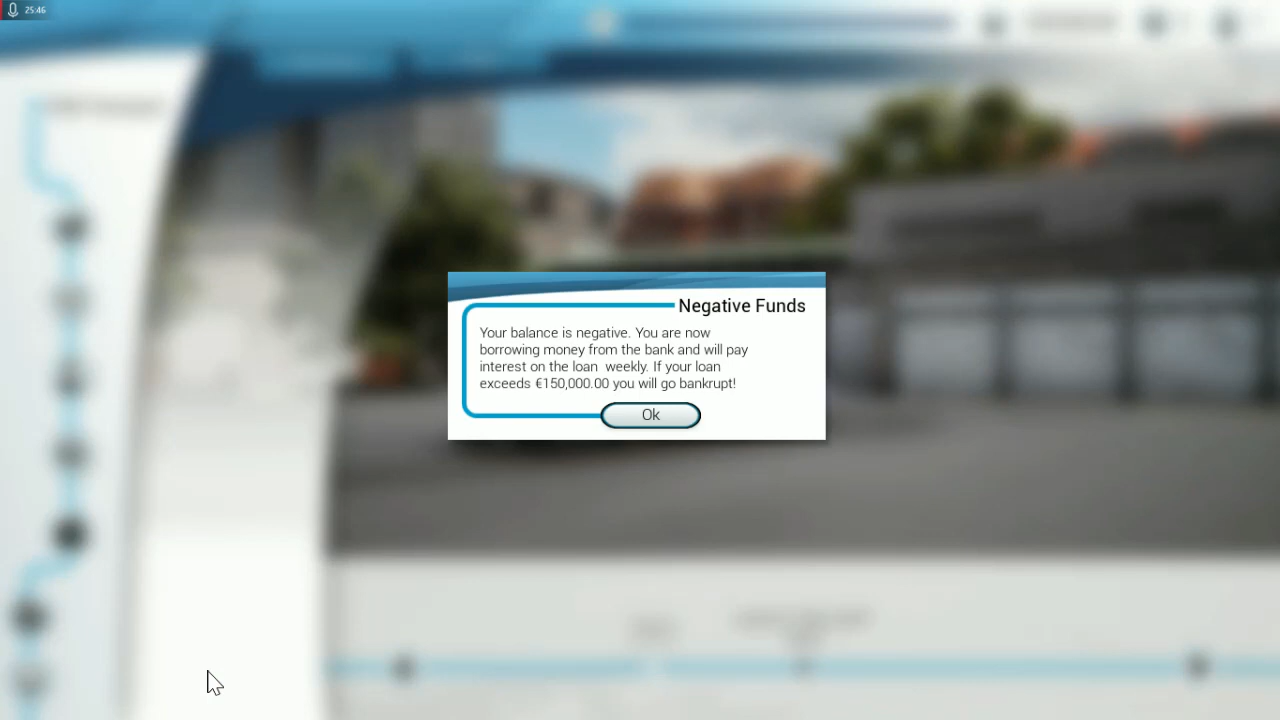 25:46
Negative Funds
Your balance is negative. You are now
borrowing money from the bank and will pay
interest on the loan  weekly. If your loan
exceeds €150,000.00 you will go bankrupt!
Ok